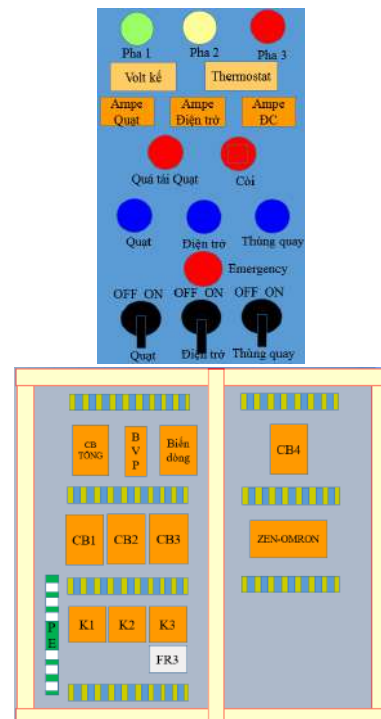 Pha 1 Pha 2 Pha 3
Volt kế Thermostat
Ampe Quạt
Ampe Điện trở
Ampe ĐC
Quá tải Quạt Còi
Quạt Điện trở Thùng quay
Emergency
OFF ON OFF ON OFF ON
Quạt Điện trở Thùng quay
CB TỔNG
BVP
Biến dòng
CB4
CB1 CB2 CB3
ZEN-OMRON
PE
K1 K2 K3
FR3